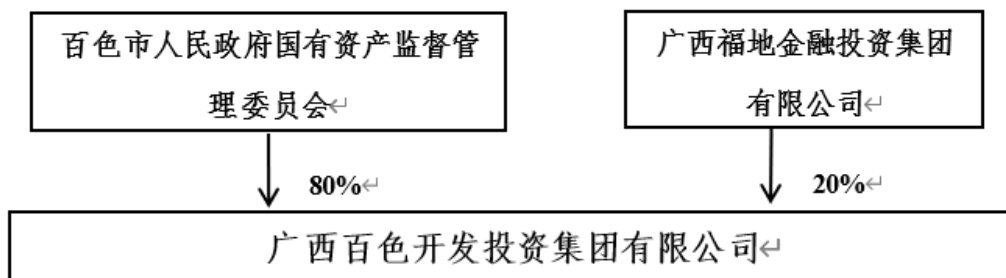 百色市人民政府国有资产监督管
理委员会↵
广西福地金融投资集团
有限公司↵
80%↵
20%↵
广西百色开发投资集团有限公司↵